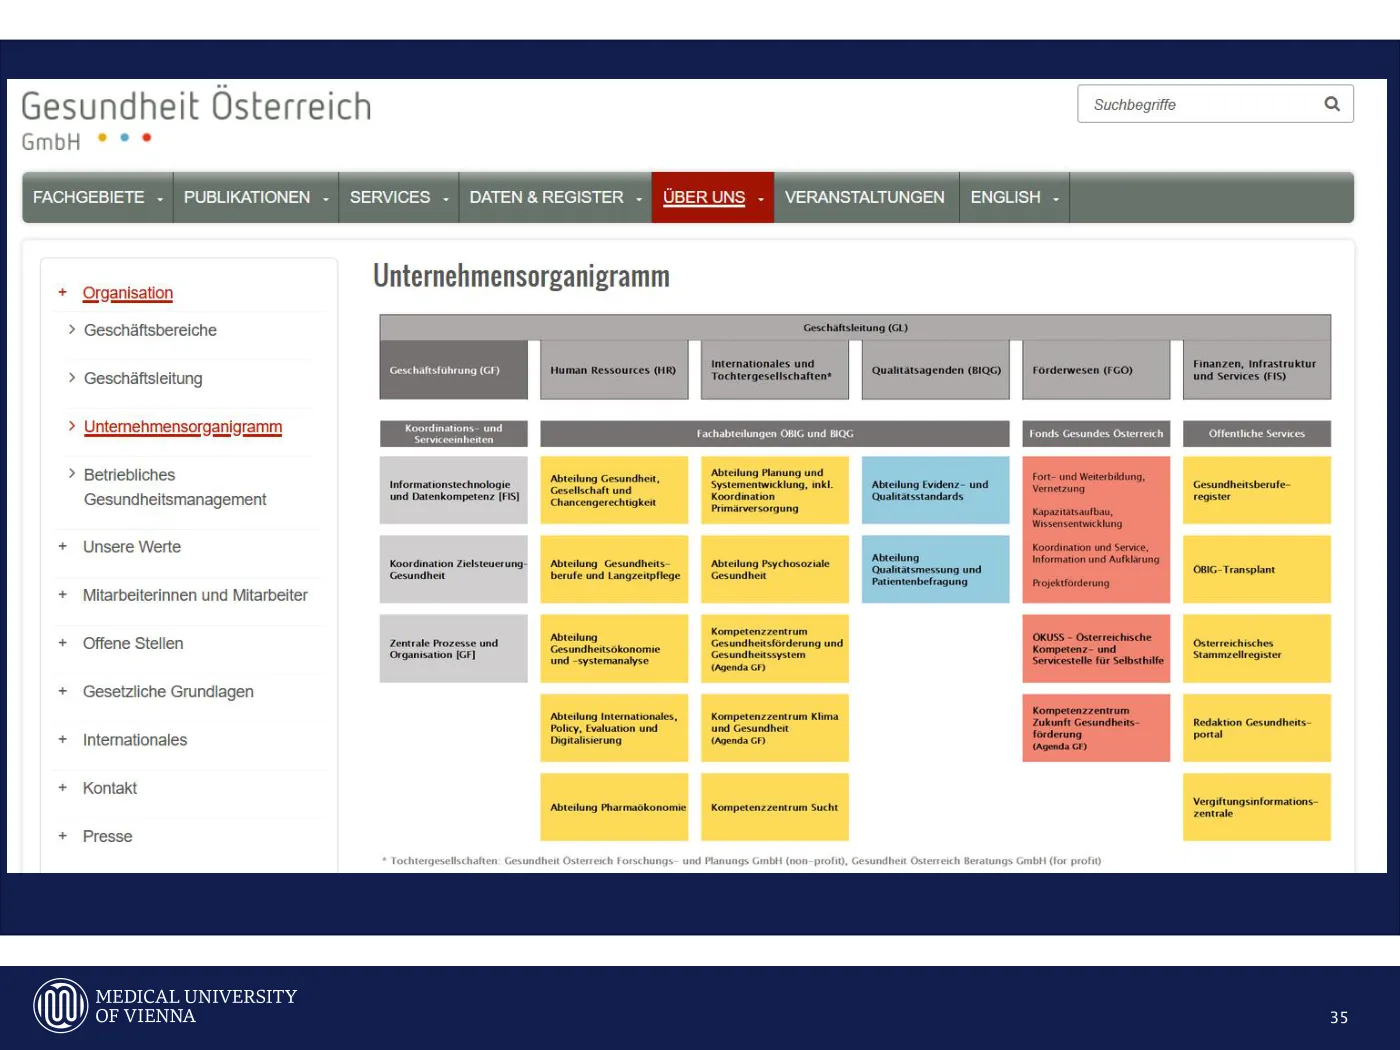 Gesundheit Österreich
GmbH
Suchbegriffe
FACHGEBIETE
PUBLIKATIONEN
SERVICES
DATEN & REGISTER
ÜBER UNS
VERANSTALTUNGEN
ENGLISH
+ Organisation
> Geschäftsbereiche
> Geschäftsleitung
> Unternehmensorganigramm
> Betriebliches
Gesundheitsmanagement
+ Unsere Werte
+ Mitarbeiterinnen und Mitarbeiter
+ Offene Stellen
+ Gesetzliche Grundlagen
+ Internationales
+ Kontakt
+ Presse
Unternehmensorganigramm
Geschäftsleitung (GL)
Geschäftsführung (GF)
Human Ressources (HR)
Internationales und
Tochtergesellschaften*
Qualitätsagenden (BIQG)
Förderwesen (FGÖ)
Finanzen, Infrastruktur
und Services (FIS)
Koordinations- und
Serviceeinheiten
Fachabteilungen ÖBIG und BIQG
Fonds Gesundes Österreich
Öffentliche Services
Informationstechnologie
und Datenkompetenz [FIS]
Koordination Zielsteuerung-
Gesundheit
Zentrale Prozesse und
Organisation [GF]
Abteilung Gesundheit,
Gesellschaft und
Chancengerechtigkeit
Abteilung Gesundheits-
berufe und Langzeitpflege
Abteilung
Gesundheitsökonomie
und -systemanalyse
Abteilung Internationales,
Policy, Evaluation und
Digitalisierung
Abteilung Pharmaökonomie
Abteilung Planung und
Systementwicklung, inkl.
Koordination
Primärversorgung
Abteilung Psychosoziale
Gesundheit
Kompetenzzentrum
Gesundheitsförderung und
Gesundheitssystem
(Agenda GF)
Kompetenzzentrum Klima
und Gesundheit
(Agenda GF)
Kompetenzzentrum Sucht
Abteilung Evidenz- und
Qualitätsstandards
Abteilung
Qualitätsmessung und
Patientenbefragung
Fort- und Weiterbildung,
Vernetzung
Kapazitätsaufbau,
Wissensentwicklung
Koordination und Service,
Information und Aufklärung
Projektförderung
ÖKUSS - Österreichische
Kompetenz- und
Servicestelle für Selbsthilfe
Kompetenzzentrum
Zukunft Gesundheits-
förderung
(Agenda GF)
Gesundheitsberufe-
register
ÖBIG-Transplant
Österreichisches
Stammzellregister
Redaktion Gesundheits-
portal
Vergiftungsinformations-
zentrale
* Tochtergesellschaften: Gesundheit Österreich Forschungs- und Planungs GmbH (non-profit), Gesundheit Österreich Beratungs GmbH (for profit)
MEDICAL UNIVERSITY
OF VIENNA
35